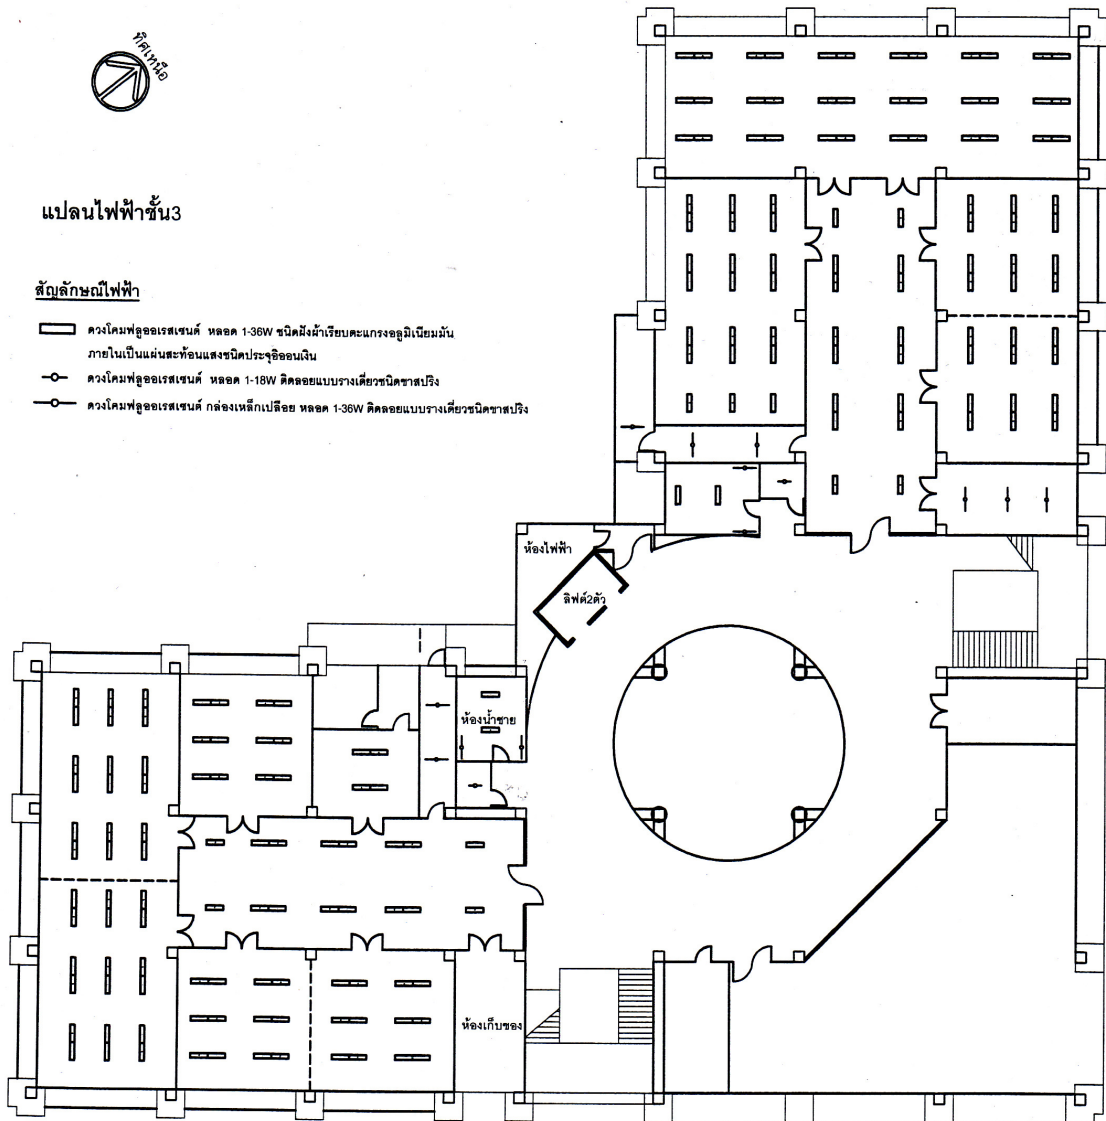 ทิศเหนือ
แปลนไฟฟ้าชั้น3
สัญลักษณ์ไฟฟ้า
ดวงโคมฟลูออเรสเซนต์ หลอด 1-36W ชนิดฝังฝ้าเรียบตะแกรงอลูมิเนียมมัน
ภายในเป็นแผ่นสะท้อนแสงชนิดประจุอิออนเงิน
ดวงโคมฟลูออเรสเซนต์ หลอด 1-18W ติดลอยแบบรางเดี่ยวชนิดขาสปริง
ดวงโคมฟลูออเรสเซนต์ กล่องเหล็กเปลือย หลอด 1-36W ติดลอยแบบรางเดี่ยวชนิดขาสปริง
ห้องไฟฟ้า
ลิฟต์2ตัว
ห้องน้ำชาย
ห้องเก็บของ